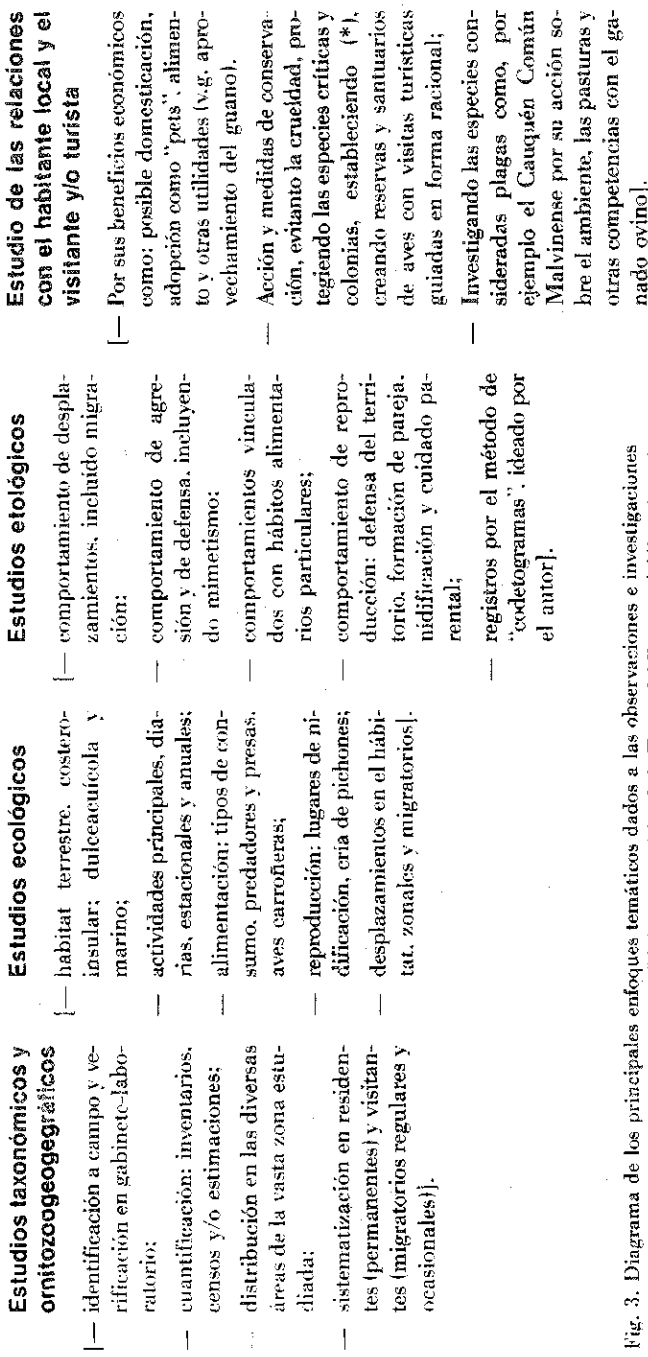 Estudios taxonómicos y
ornitozoogeogegráficos
[— identificación a campo y ve-
rificación en gabinete-labo-
ratorio;
— cuantificación: inventarios,
censos y/o estimaciones;
— distribución en las diversas
áreas de la vasta zona estu-
diada;
— sistematización en residen-
tes (permanentes) y visitan-
tes (migratorios regulares y
ocasionales)].
Estudios ecológicos
[— habitat terrestre, costero-
insular; dulceacuícola y
marino;
— actividades principales, dia-
rias, estacionales y anuales;
— alimentación; tipos de con-
sumo, predadores y presas,
aves carroñeras;
— reproducción; lugares de ni-
dificación, cría de pichones;
— desplazamientos en el hábi-
tat, zonales y migratorios].
Estudios etológicos
[— comportamiento de despla-
zamientos, incluído migra-
ción;
— comportamiento de agre-
sión y de defensa, incluyen-
do mimetismo;
— comportamientos vincula-
dos con hábitos alimenta-
rios particulares;
— comportamiento de repro-
ducción: defensa del terri-
torio, formación de pareja,
nidificación y cuidado pa-
rental;
— registros por el método de
"codetogramas", ideado por
el autor].
Estudio de las relaciones
con el habitante local y el
visitante y/o turista
[— Por sus beneficios económicos
como: posible domesticación,
adopción como "pets", alimen-
to y otras utilidades (v.g. apro-
vechamiento del guano).
— Acción y medidas de conserva-
ción, evitanto la crueldad, pro-
tegiendo las especies críticas y
colonias, estableciendo (*),
creando reservas y santuarios
de aves con visitas turísticas
guiadas en forma racional;
— Investigando las especies con-
sideradas plagas como, por
ejemplo el Cauquén Común
Malvinense por su acción so-
bre el ambiente, las pasturas y
otras competencias con el ga-
nado ovino].
Fig. 3. Diagrama de los principales enfoques temáticos dados a las observaciones e investigaciones